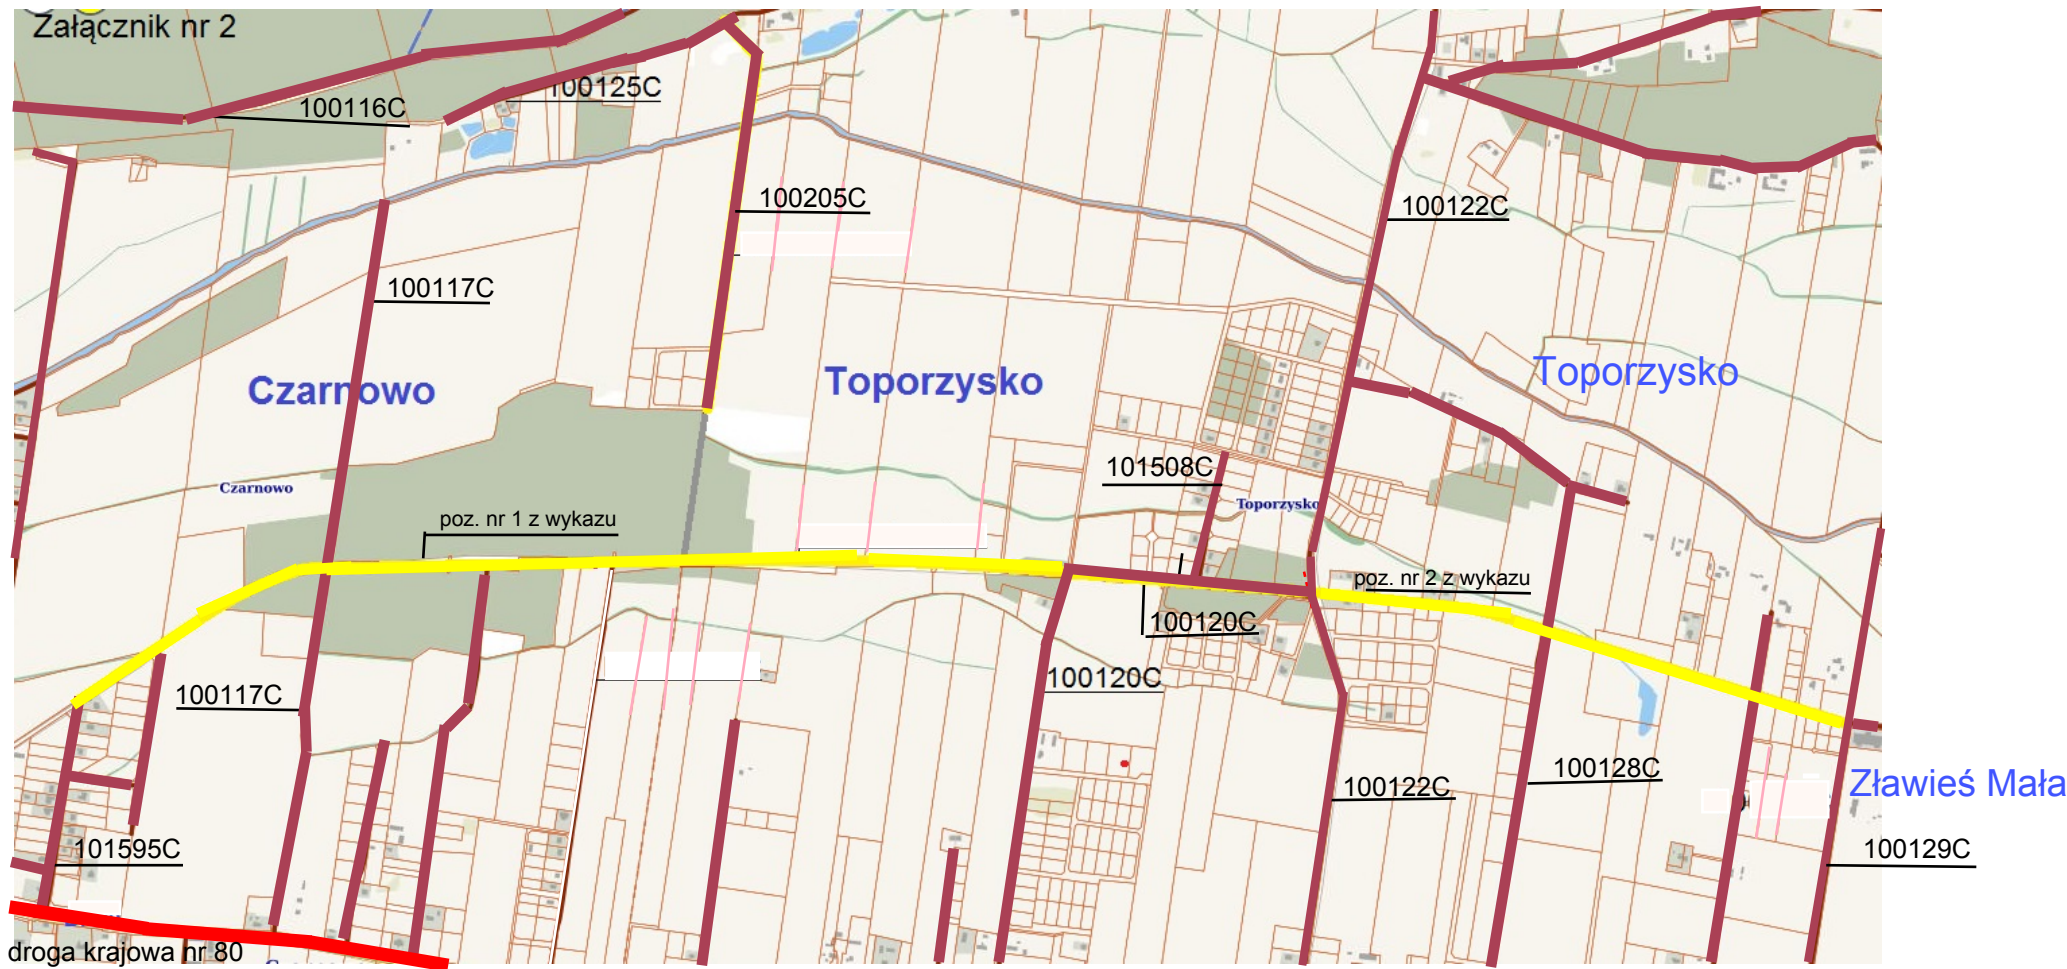 Załącznik nr 2
100125C
100116C
100205C
100122C
100117C
Toporzysko
Toporzysko
Czarnowo
101508C
Czarnowo
Toporzysko
poz. nr 1 z wykazu
poz. nr 2 z wykazu
100120C
100120C
100117C
100128C
100122C
Zławieś Mała
101595C
100129C
droga krajowa nr 80